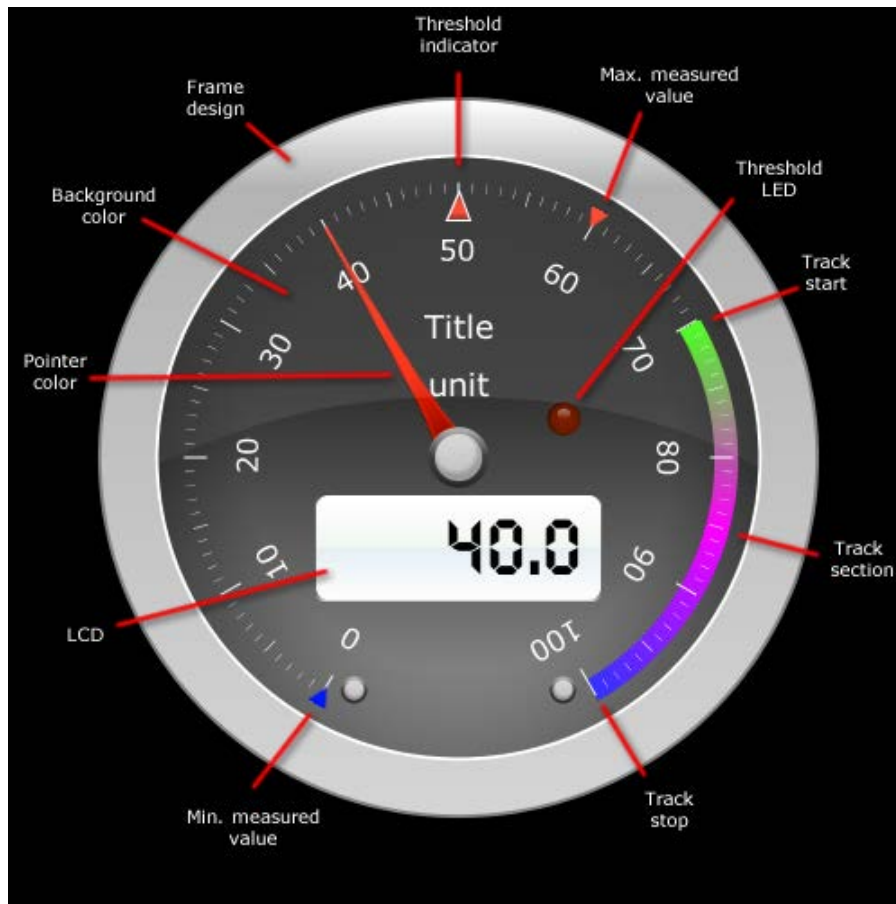 Threshold
indicator
Max. measured
value
Frame
design
Threshold
LED
Background
color
Track
start
Pointer
color
0
10
20
30
40
50
60
70
80
90
100
Title
unit
40.0
Track
section
LCD
Min. measured
value
Track
stop